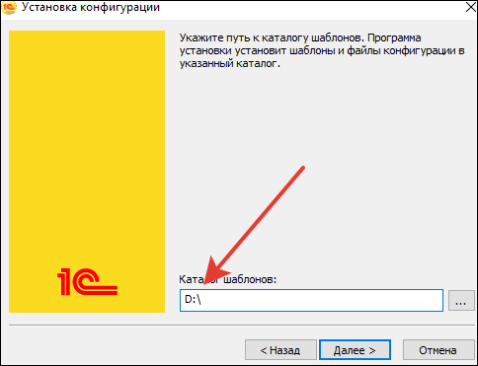 Установка конфигурации
Укажите путь к каталогу шаблонов. Программа
установки установит шаблоны и файлы конфигурации в
указанный каталог.
1С
Каталог шаблонов:
D:\
...
< Назад
Далее >
Отмена